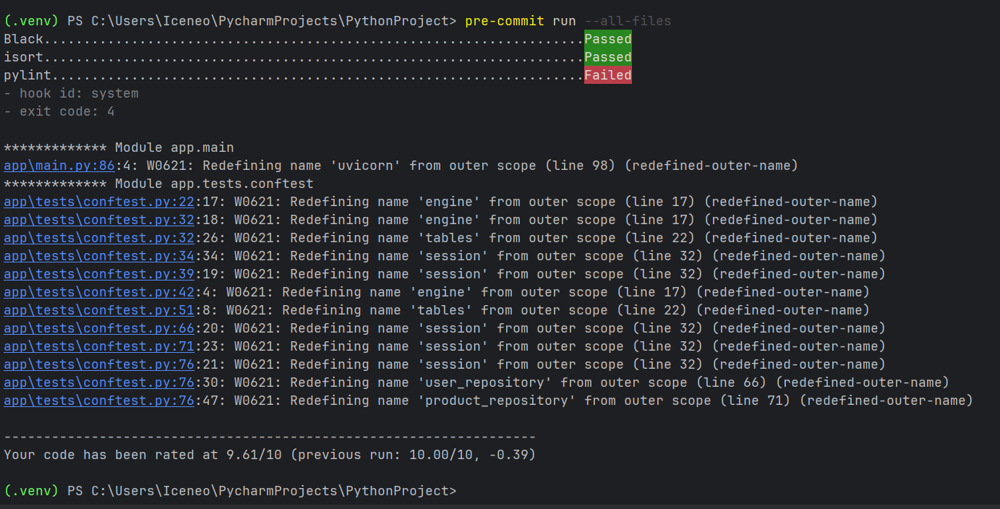 (.venv) PS C:\Users\Iceneo\PycharmProjects\PythonProject> pre-commit run --all-files
Black....................................................................Passed
isort....................................................................Passed
pylint...................................................................Failed
- hook id: system
- exit code: 4
************* Module app.main
app\main.py:86:4: W0621: Redefining name 'uvicorn' from outer scope (line 98) (redefined-outer-name)
************* Module app.tests.conftest
app\tests\conftest.py:22:17: W0621: Redefining name 'engine' from outer scope (line 17) (redefined-outer-name)
app\tests\conftest.py:32:18: W0621: Redefining name 'engine' from outer scope (line 17) (redefined-outer-name)
app\tests\conftest.py:32:26: W0621: Redefining name 'tables' from outer scope (line 22) (redefined-outer-name)
app\tests\conftest.py:34:34: W0621: Redefining name 'session' from outer scope (line 32) (redefined-outer-name)
app\tests\conftest.py:39:19: W0621: Redefining name 'session' from outer scope (line 32) (redefined-outer-name)
app\tests\conftest.py:42:4: W0621: Redefining name 'engine' from outer scope (line 17) (redefined-outer-name)
app\tests\conftest.py:51:8: W0621: Redefining name 'tables' from outer scope (line 22) (redefined-outer-name)
app\tests\conftest.py:66:20: W0621: Redefining name 'session' from outer scope (line 32) (redefined-outer-name)
app\tests\conftest.py:71:23: W0621: Redefining name 'session' from outer scope (line 32) (redefined-outer-name)
app\tests\conftest.py:76:21: W0621: Redefining name 'session' from outer scope (line 32) (redefined-outer-name)
app\tests\conftest.py:76:30: W0621: Redefining name 'user_repository' from outer scope (line 66) (redefined-outer-name)
app\tests\conftest.py:76:47: W0621: Redefining name 'product_repository' from outer scope (line 71) (redefined-outer-name)
-------------------------------------------------------------------
Your code has been rated at 9.61/10 (previous run: 10.00/10, -0.39)
(.venv) PS C:\Users\Iceneo\PycharmProjects\PythonProject>